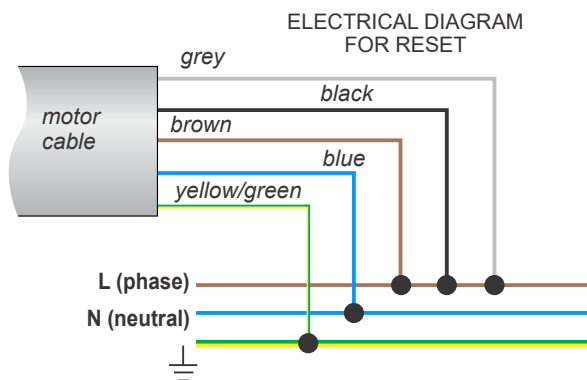 ELECTRICAL DIAGRAM
FOR RESET
grey
black
motor
cable
brown
blue
yellow/green
L (phase)
N (neutral)